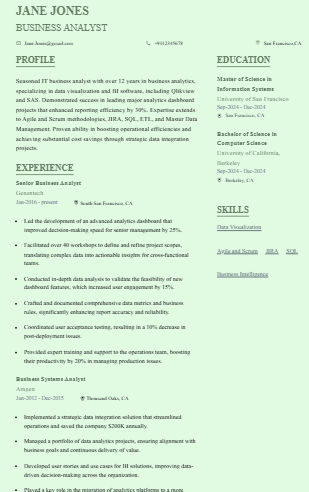 JANE JONES
BUSINESS ANALYST
Jane.Jones@gmail.com
+9112345678
San Francisco,CA
PROFILE
Seasoned IT business analyst with over 12 years in business analytics,
specializing in data visualization and III software, including Qlikview
and SAS. Demonstrated success in leading major analytics dashboard
projects that enhanced reporting efficiency by 30%. Expertise extends
to Agile and Scrum methodologies, JIRA, SQL, ETL, and Master Data
Management. Proven ability in boosting operational efficiencies and
achieving substantial cost savings through strategic data integration
projects.
EXPERIENCE
Senior Business Analyst
Genentech
Jan-2016 - present
South San Francisco, CA
• Led the development of an advanced analytics dashboard that
improved decision-making speed for senior management by 25%.
• Facilitated over 40 workshops to define and refine project scopes,
translating complex data into actionable insights for cross-functional
teams.
• Conducted in-depth data analysis to validate the feasibility of new
dashboard features, which increased user engagement by 15%.
• Crafted and documented comprehensive data metrics and business
rules, significantly enhancing report accuracy and reliability.
• Coordinated user acceptance testing, resulting in a 10% decrease in
post-deployment issues.
• Provided expert training and support to the operations team, boosting
their productivity by 20% in managing production issues.
Business Systems Analyst
Amgen
Jan-2012 - Dec-2015
Thousand Oaks, CA
• Implemented a strategic data integration solution that streamlined
operations and saved the company $200K annually.
• Managed a portfolio of data analytics projects, ensuring alignment with
business goals and continuous delivery of value.
• Developed user stories and use cases for III solutions, improving data-
driven decision-making across the organization.
• Played a key role in the migration of analytics platforms to a more
EDUCATION
Master of Science in
Information Systems
University of San Francisco
Sep-2024 - Dec-2024
San Francisco, CA
Bachelor of Science in
Computer Science
University of California,
Berkeley
Sep-2024 - Dec-2024
Berkeley, CA
SKILLS
Data Visualization
Agile and Scrum JIRA SQL
Business Intelligence